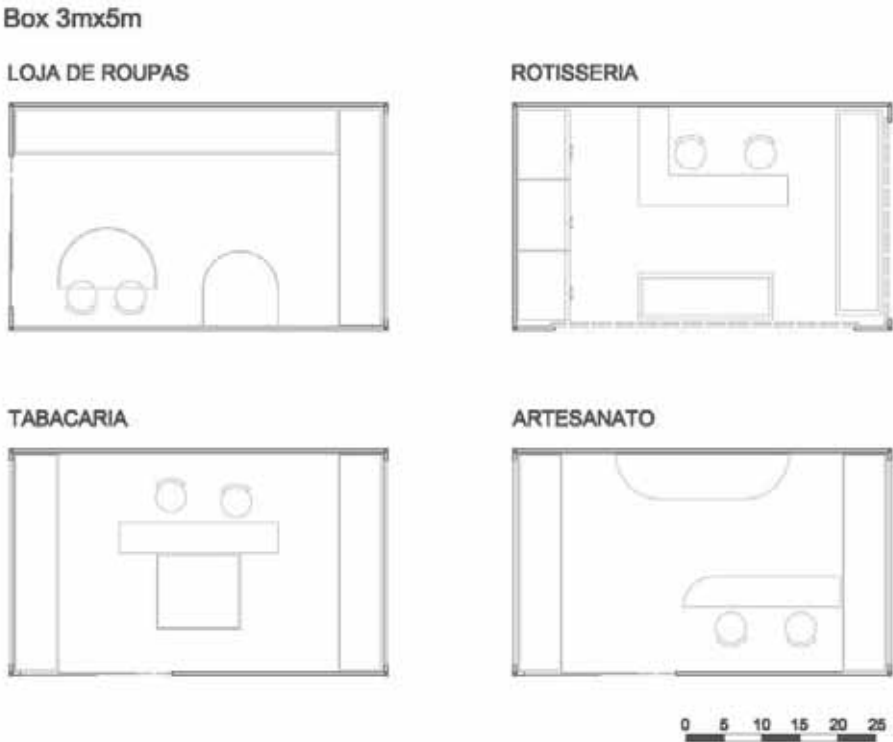 Box 3mx5m
LOJA DE ROUPAS
ROTISSERIA
TABACARIA
ARTESANATO
0 5 10 15 20 25